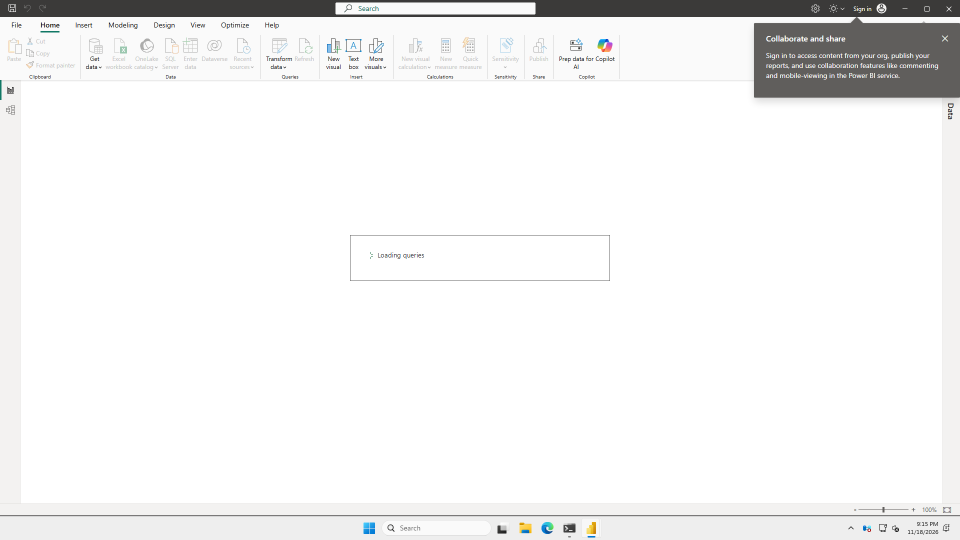 Search
Sign in
File Home Insert Modeling Design View Optimize Help
Collaborate and share
Sign in to access content from your org, publish your
reports, and use collaboration features like commenting
and mobile-viewing in the Power BI service.
Paste
Cut
Copy
Format painter
Clipboard
Get
data
Excel
workbook
OneLake
catalog
SQL
Server
Enter
data
Dataverse
Recent
sources
Data
Transform
data
Refresh
Queries
New
visual
Text
box
More
visuals
Insert
New visual
calculation
New
measure
Quick
measure
Calculations
Sensitivity
Sensitivity
Publish
Share
Prep data for
AI
Copilot
Copilot
Data
Loading queries
- + 100%
Search
9:15 PM
11/18/2026